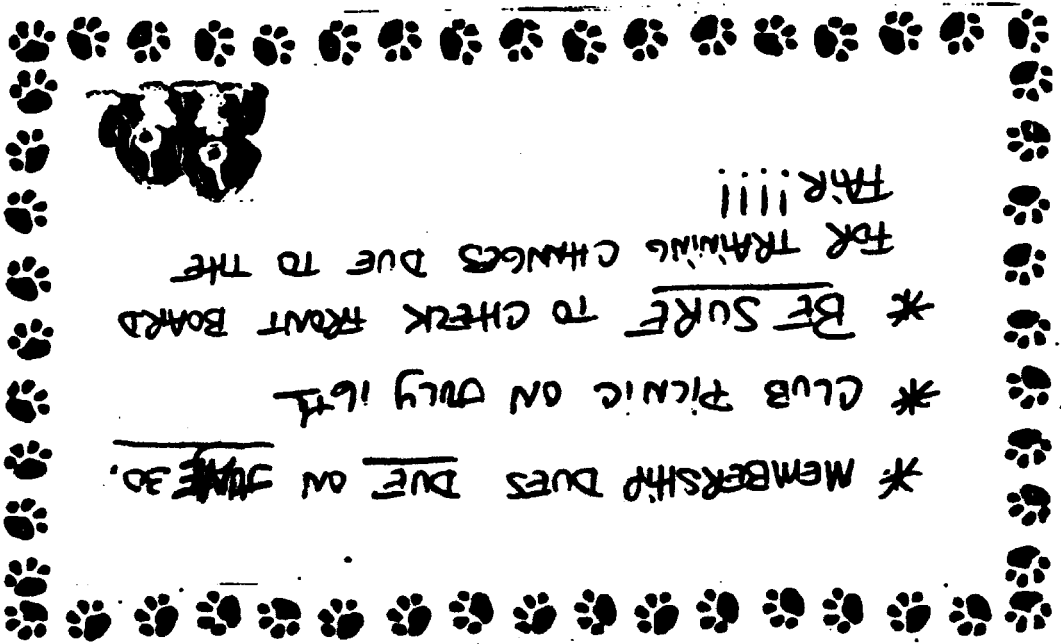 * MEMBERSHIP DUES DUE ON JUNE 30.
* CLUB PICNIC ON JULY 16TH
* BE SURE TO CHECK FRONT BOARD
FOR TRAINING CHANGES DUE TO THE
FAIR!!!!